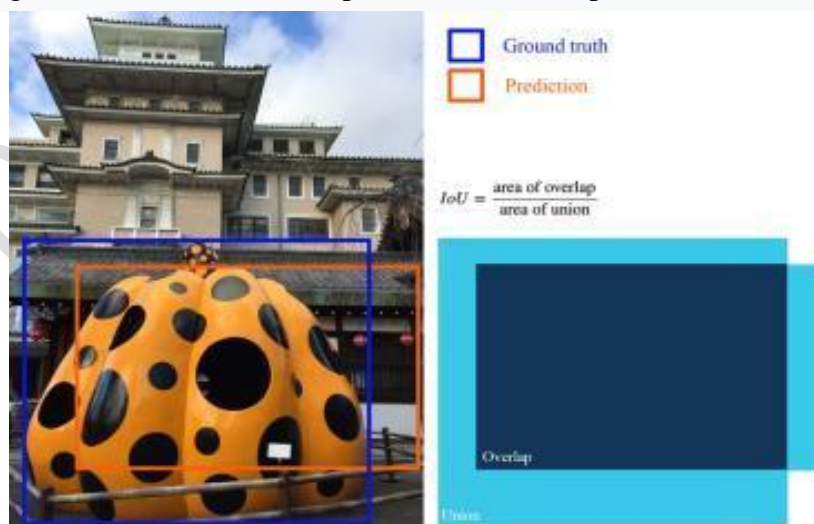 Ground truth
Prediction
IoU = area of overlap / area of union
Overlap
Union